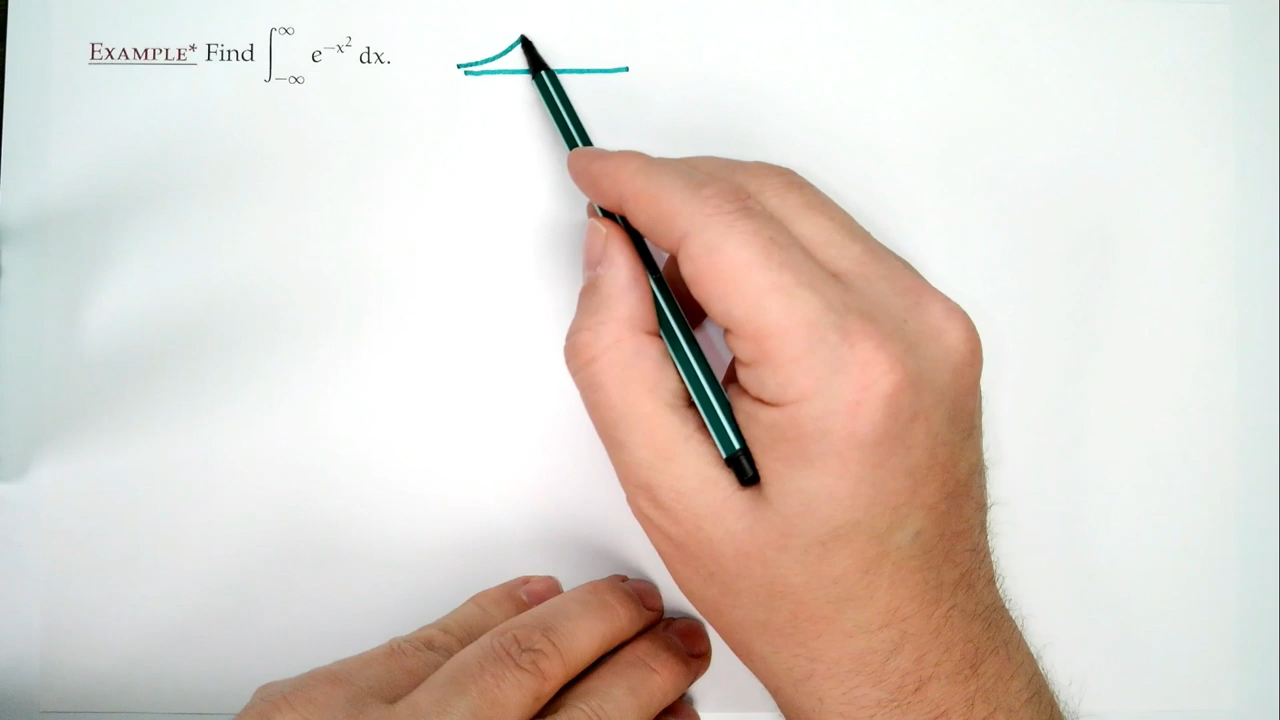 EXAMPLE* Find ∫_{-∞}^{∞} e^{-x^2} dx.